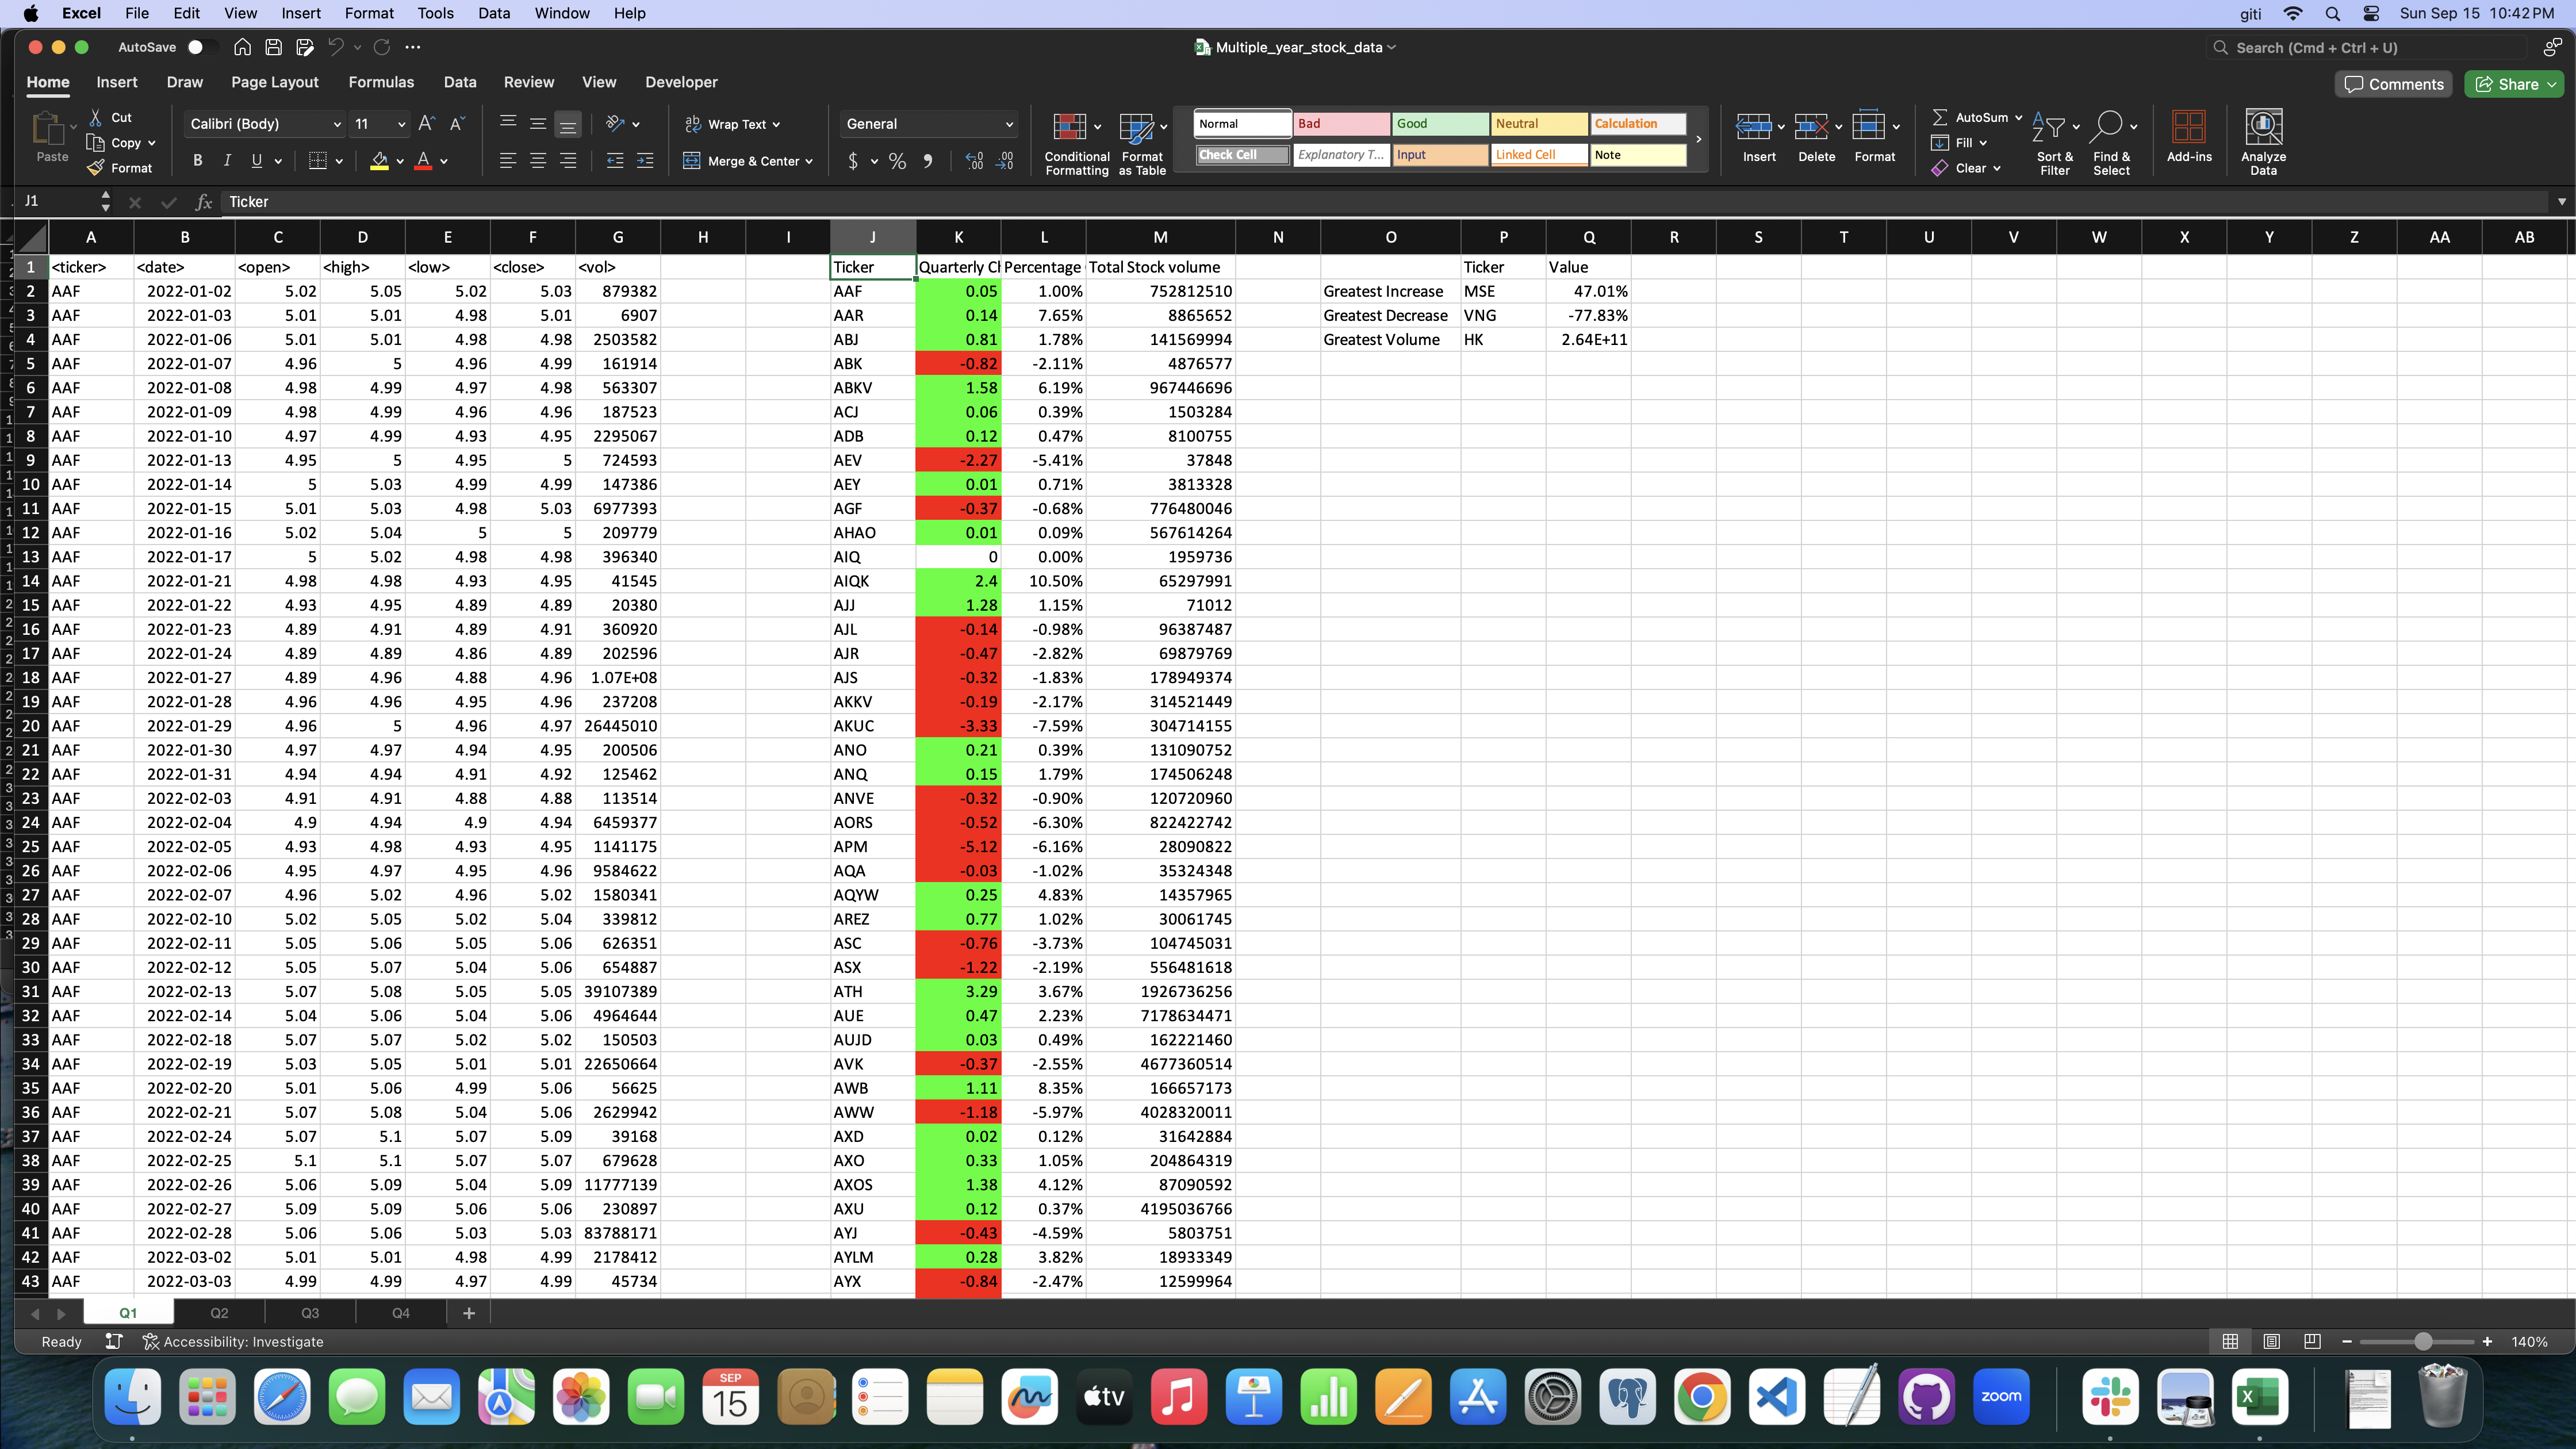 Excel File Edit View Insert Format Tools Data Window Help giti Sun Sep 15 10:42 PM
AutoSave Multiple_year_stock_data Search (Cmd + Ctrl + U)
Home Insert Draw Page Layout Formulas Data Review View Developer Comments Share
Paste Cut Copy Format Calibri (Body) 11 Wrap Text Merge & Center General Conditional Formatting Format as Table Normal Bad Good Neutral Calculation Insert Delete Format AutoSum Fill Clear Sort & Filter Find & Select Add-ins Analyze Data
B I U $ % Check Cell Explanatory T... Input Linked Cell Note
J1 fx Ticker
A B C D E F G H I J K L M N O P Q R S T U V W X Y Z AA AB
1 <ticker> <date> <open> <high> <low> <close> <vol> Ticker Quarterly Percentage Total Stock volume Ticker Value
2 AAF 2022-01-02 5.02 5.05 5.02 5.03 879382 AAF 0.05 1.00% 752812510 Greatest Increase MSE 47.01%
3 AAF 2022-01-03 5.01 5.01 4.98 5.01 6907 AAR 0.14 7.65% 8865652 Greatest Decrease VNG -77.83%
4 AAF 2022-01-06 5.01 5.01 4.98 4.98 2503582 ABJ 0.81 1.78% 141569994 Greatest Volume HK 2.64E+11
5 AAF 2022-01-07 4.96 5 4.96 4.99 161914 ABK -0.82 -2.11% 4876577
6 AAF 2022-01-08 4.98 4.99 4.97 4.98 563307 ABKV 1.58 6.19% 967446696
7 AAF 2022-01-09 4.98 4.99 4.96 4.96 187523 ACJ 0.06 0.39% 1503284
8 AAF 2022-01-10 4.97 4.99 4.93 4.95 2295067 ADB 0.12 0.47% 8100755
9 AAF 2022-01-13 4.95 5 4.95 5 724593 AEV -2.27 -5.41% 37848
10 AAF 2022-01-14 5 5.03 4.99 4.99 147386 AEY 0.01 0.71% 3813328
11 AAF 2022-01-15 5.01 5.03 4.98 5.03 6977393 AGF -0.37 -0.68% 776480046
12 AAF 2022-01-16 5.02 5.04 5 5 209779 AHAO 0.01 0.09% 567614264
13 AAF 2022-01-17 5 5.02 4.98 4.98 396340 AIQ 0 0.00% 1959736
14 AAF 2022-01-21 4.98 4.98 4.93 4.95 41545 AIQK 2.4 10.50% 65297991
15 AAF 2022-01-22 4.93 4.95 4.89 4.89 20380 AJJ 1.28 1.15% 71012
16 AAF 2022-01-23 4.89 4.91 4.89 4.91 360920 AJL -0.14 -0.98% 96387487
17 AAF 2022-01-24 4.89 4.89 4.86 4.89 202596 AJR -0.47 -2.82% 69879769
18 AAF 2022-01-27 4.89 4.96 4.88 4.96 1.07E+08 AJS -0.32 -1.83% 178949374
19 AAF 2022-01-28 4.96 4.96 4.95 4.96 237208 AKKV -0.19 -2.17% 314521449
20 AAF 2022-01-29 4.96 5 4.96 4.97 26445010 AKUC -3.33 -7.59% 304714155
21 AAF 2022-01-30 4.97 4.97 4.94 4.95 200506 ANO 0.21 0.39% 131090752
22 AAF 2022-01-31 4.94 4.94 4.91 4.92 125462 ANQ 0.15 1.79% 174506248
23 AAF 2022-02-03 4.91 4.91 4.88 4.88 113514 ANVE -0.32 -0.90% 120720960
24 AAF 2022-02-04 4.9 4.94 4.9 4.94 6459377 AORS -0.52 -6.30% 822422742
25 AAF 2022-02-05 4.93 4.98 4.93 4.95 1141175 APM -5.12 -6.16% 28090822
26 AAF 2022-02-06 4.95 4.97 4.95 4.96 9584622 AQA -0.03 -1.02% 35324348
27 AAF 2022-02-07 4.96 5.02 4.96 5.02 1580341 AQYW 0.25 4.83% 14357965
28 AAF 2022-02-10 5.02 5.05 5.02 5.04 339812 AREZ 0.77 1.02% 30061745
29 AAF 2022-02-11 5.05 5.06 5.05 5.06 626351 ASC -0.76 -3.73% 104745031
30 AAF 2022-02-12 5.05 5.07 5.04 5.06 654887 ASX -1.22 -2.19% 556481618
31 AAF 2022-02-13 5.07 5.08 5.05 5.05 39107389 ATH 3.29 3.67% 1926736256
32 AAF 2022-02-14 5.04 5.06 5.04 5.06 4964644 AUE 0.47 2.23% 7178634471
33 AAF 2022-02-18 5.07 5.07 5.02 5.02 150503 AUJD 0.03 0.49% 162221460
34 AAF 2022-02-19 5.03 5.05 5.01 5.01 22650664 AVK -0.37 -2.55% 4677360514
35 AAF 2022-02-20 5.01 5.06 4.99 5.06 56625 AWB 1.11 8.35% 166657173
36 AAF 2022-02-21 5.07 5.08 5.04 5.06 2629942 AWW -1.18 -5.97% 4028320011
37 AAF 2022-02-24 5.07 5.1 5.07 5.09 39168 AXD 0.02 0.12% 31642884
38 AAF 2022-02-25 5.1 5.1 5.07 5.07 679628 AXO 0.33 1.05% 204864319
39 AAF 2022-02-26 5.06 5.09 5.04 5.09 11777139 AXOS 1.38 4.12% 87090592
40 AAF 2022-02-27 5.09 5.09 5.06 5.06 230897 AXU 0.12 0.37% 4195036766
41 AAF 2022-02-28 5.06 5.06 5.03 5.03 83788171 AYJ -0.43 -4.59% 5803751
42 AAF 2022-03-02 5.01 5.01 4.98 4.99 2178412 AYLM 0.28 3.82% 18933349
43 AAF 2022-03-03 4.99 4.99 4.97 4.99 45734 AYX -0.84 -2.47% 12599964
Q1 Q2 Q3 Q4 +
Ready Accessibility: Investigate 140%
SEP 15 tv zoom